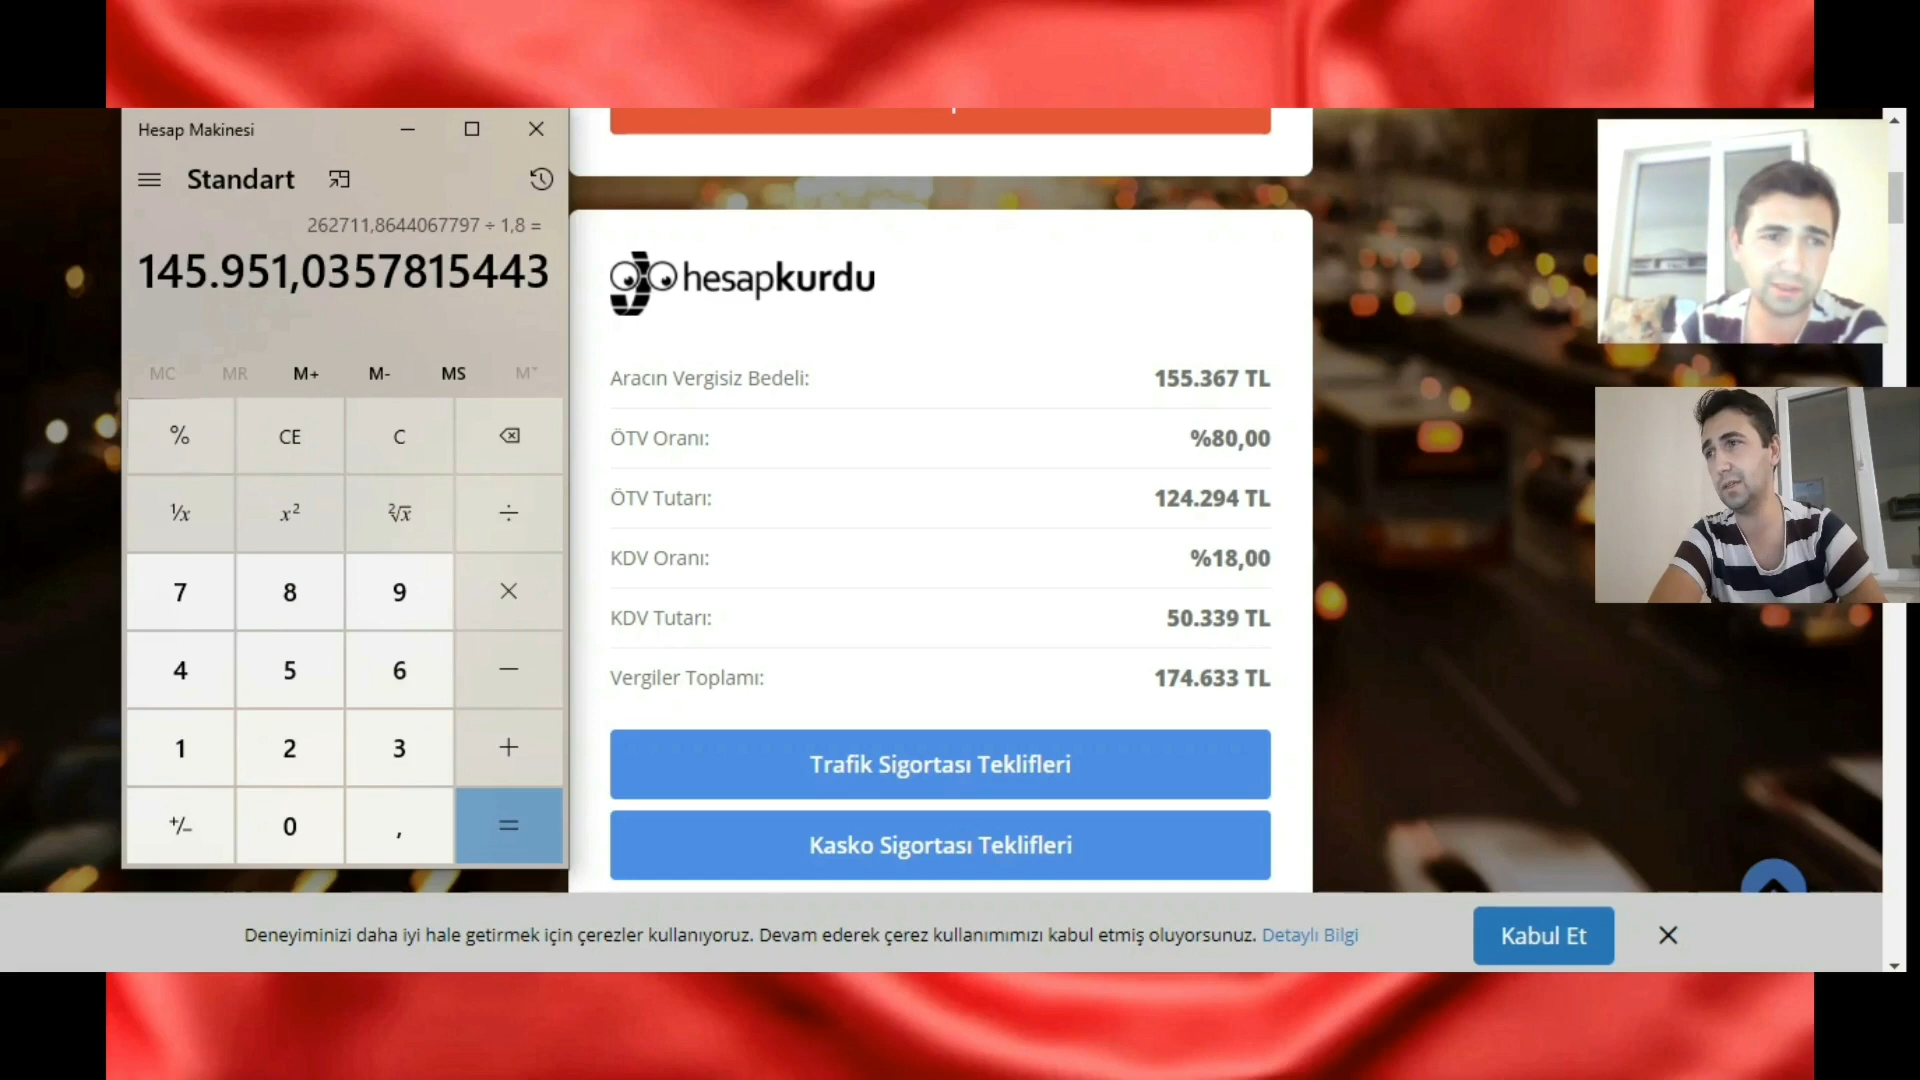 Hesap Makinesi
Standart
262711,8644067797 ÷ 1,8 =
145.951,0357815443
MC MR M+ M- MS M˅
% CE C
¹/x x² ²√x ÷
7 8 9 ×
4 5 6 −
1 2 3 +
+/− 0 , =
hesapkurdu
Aracın Vergisiz Bedeli: 155.367 TL
ÖTV Oranı: %80,00
ÖTV Tutarı: 124.294 TL
KDV Oranı: %18,00
KDV Tutarı: 50.339 TL
Vergiler Toplamı: 174.633 TL
Trafik Sigortası Teklifleri
Kasko Sigortası Teklifleri
Deneyiminizi daha iyi hale getirmek için çerezler kullanıyoruz. Devam ederek çerez kullanımımızı kabul etmiş oluyorsunuz. Detaylı Bilgi
Kabul Et